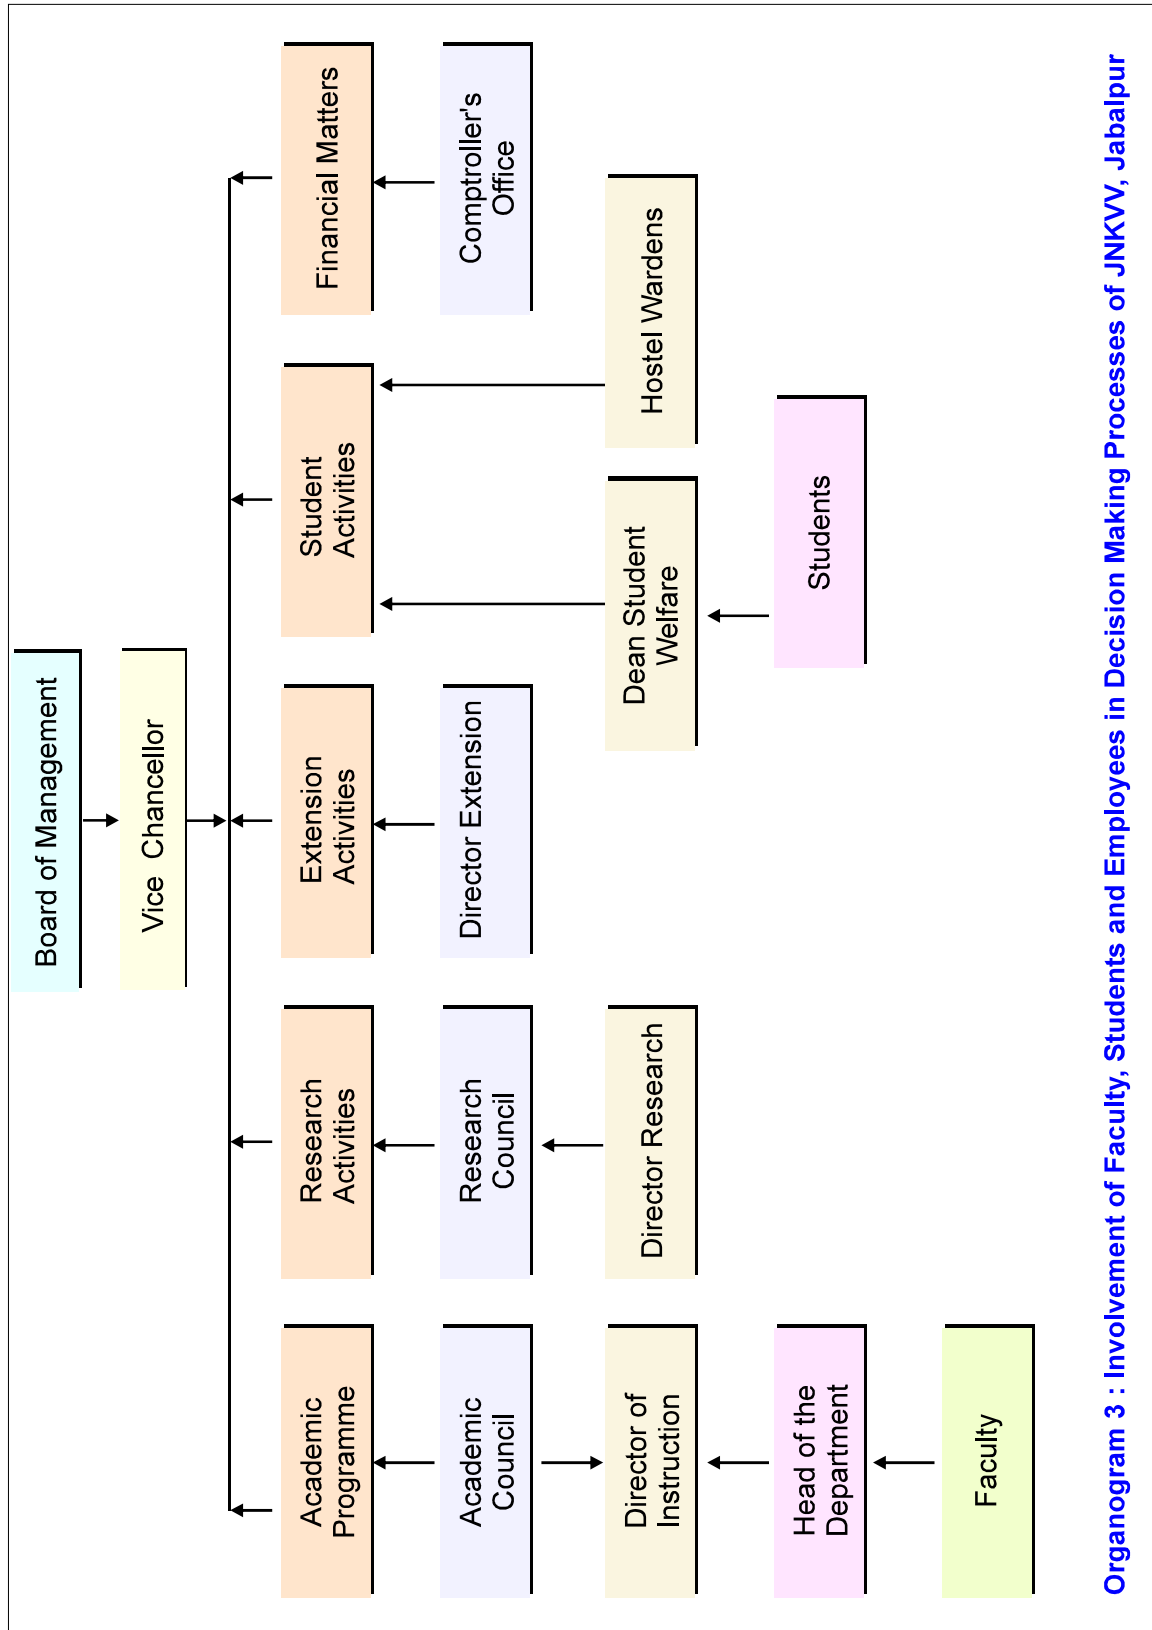 Board of Management
Vice Chancellor
Academic
Programme
Research
Activities
Extension
Activities
Student
Activities
Financial Matters
Academic
Council
Research
Council
Director Extension
Comptroller's
Office
Director of
Instruction
Director Research
Dean Student
Welfare
Hostel Wardens
Head of the
Department
Students
Faculty
Organogram 3 : Involvement of Faculty, Students and Employees in Decision Making Processes of JNKVV, Jabalpur